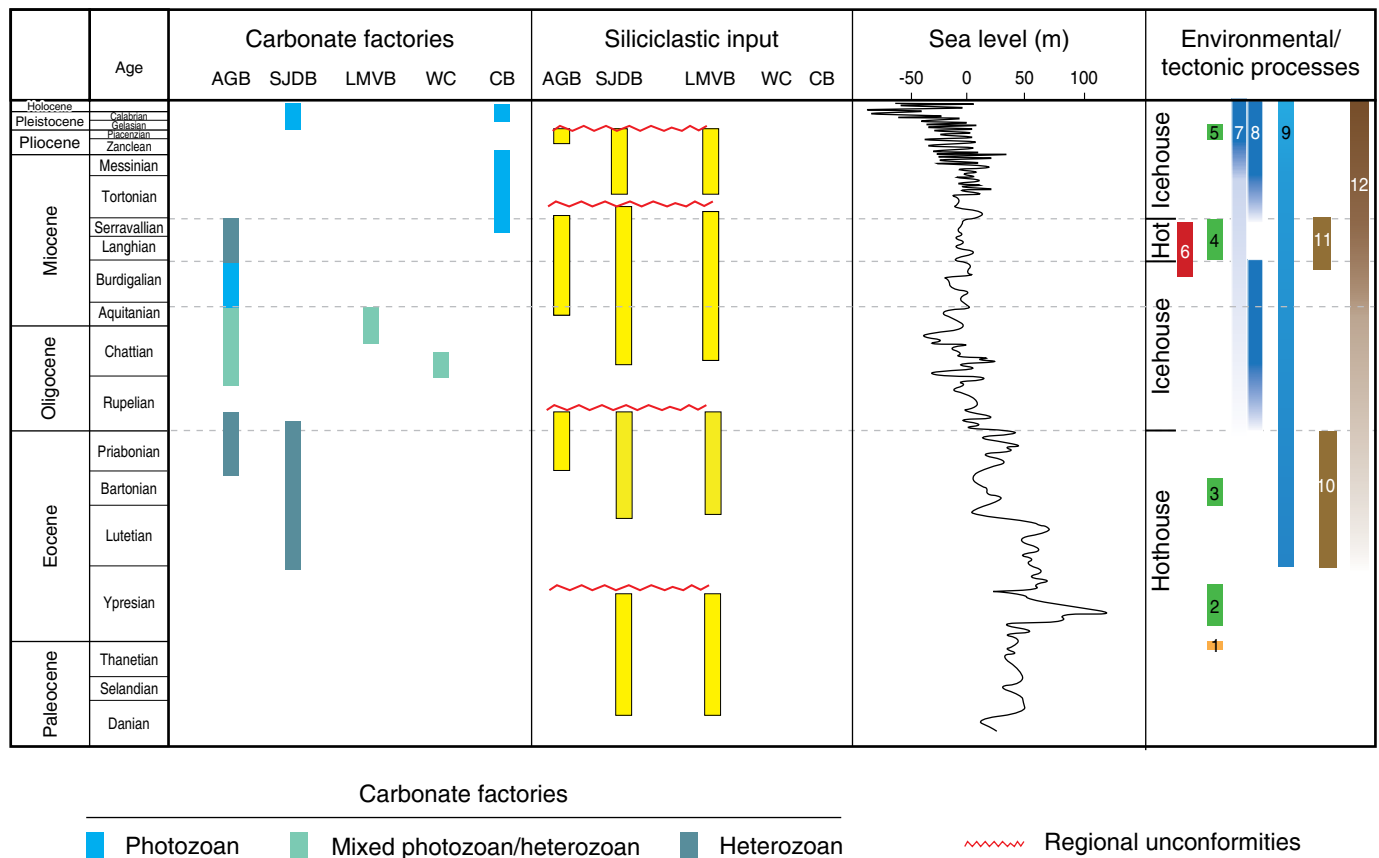 Age
Carbonate factories
AGB SJDB LMVB WC CB
Siliciclastic input
AGB SJDB LMVB WC CB
Sea level (m)
-50 0 50 100
Environmental/
tectonic processes
Holocene
Pleistocene
Pliocene
Miocene
Oligocene
Eocene
Paleocene
Calabrian
Gelasian
Piacenzian
Zanclean
Messinian
Tortonian
Serravallian
Langhian
Burdigalian
Aquitanian
Chattian
Rupelian
Priabonian
Bartonian
Lutetian
Ypresian
Thanetian
Selandian
Danian
Icehouse
Hot
Icehouse
Hothouse
5 7 8 9
12
6 4 11
3 10
2
1
Carbonate factories
Photozoan Mixed photozoan/heterozoan Heterozoan Regional unconformities